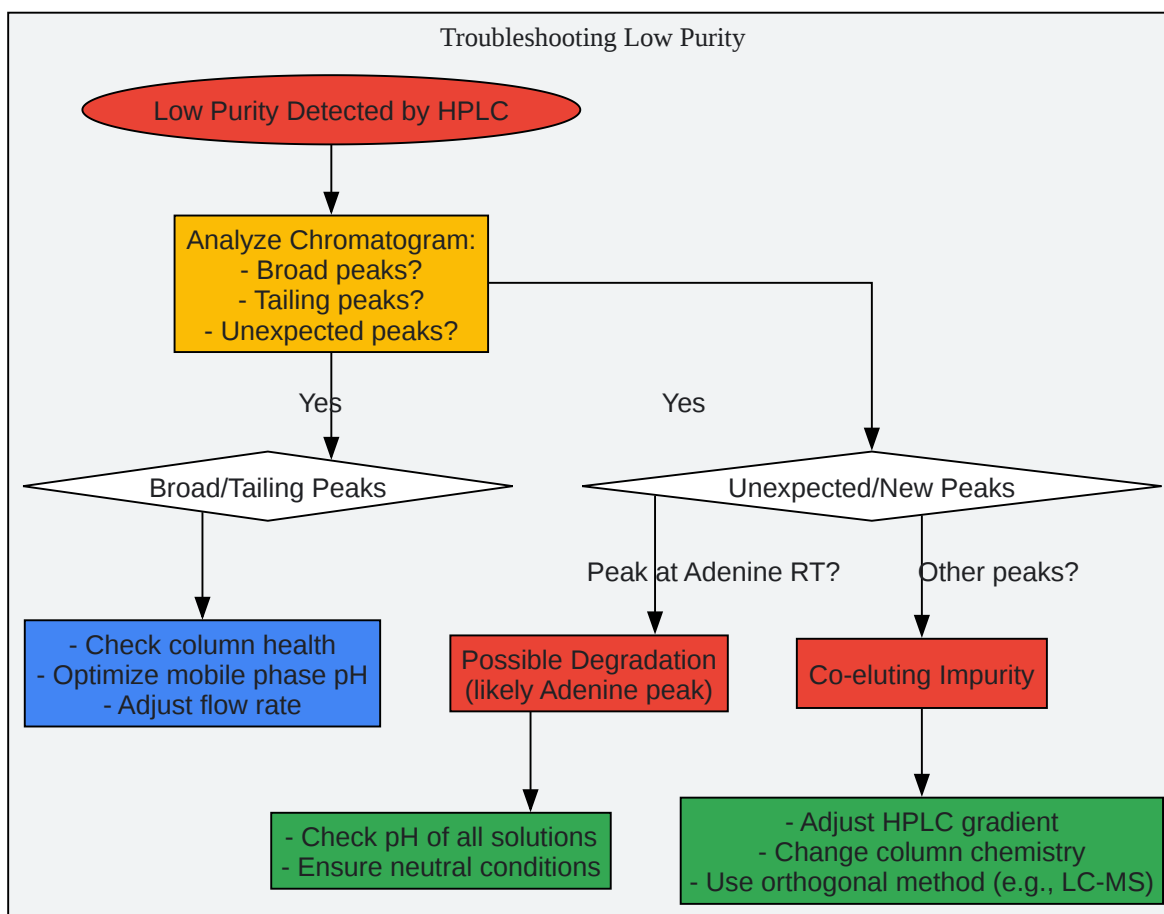 Troubleshooting Low Purity
Low Purity Detected by HPLC
Analyze Chromatogram:
- Broad peaks?
- Tailing peaks?
- Unexpected peaks?
Yes
Yes
Broad/Tailing Peaks
Unexpected/New Peaks
Peak at Adenine RT?
Other peaks?
- Check column health
- Optimize mobile phase pH
- Adjust flow rate
Possible Degradation
(likely Adenine peak)
Co-eluting Impurity
- Check pH of all solutions
- Ensure neutral conditions
- Adjust HPLC gradient
- Change column chemistry
- Use orthogonal method (e.g., LC-MS)